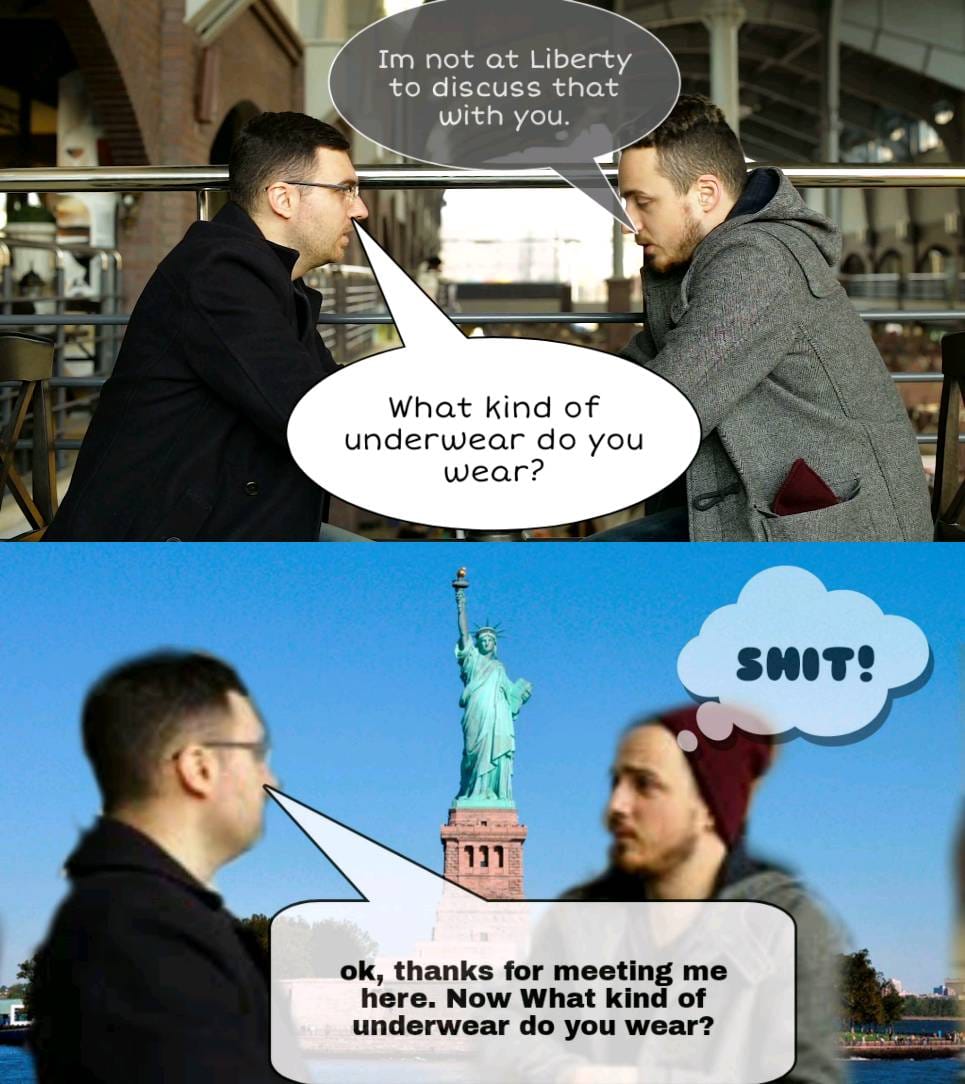 Im not at Liberty
to discuss that
with you.
What kind of
underwear do you
wear?
SHIT!
ok, thanks for meeting me
here. Now What kind of
underwear do you wear?